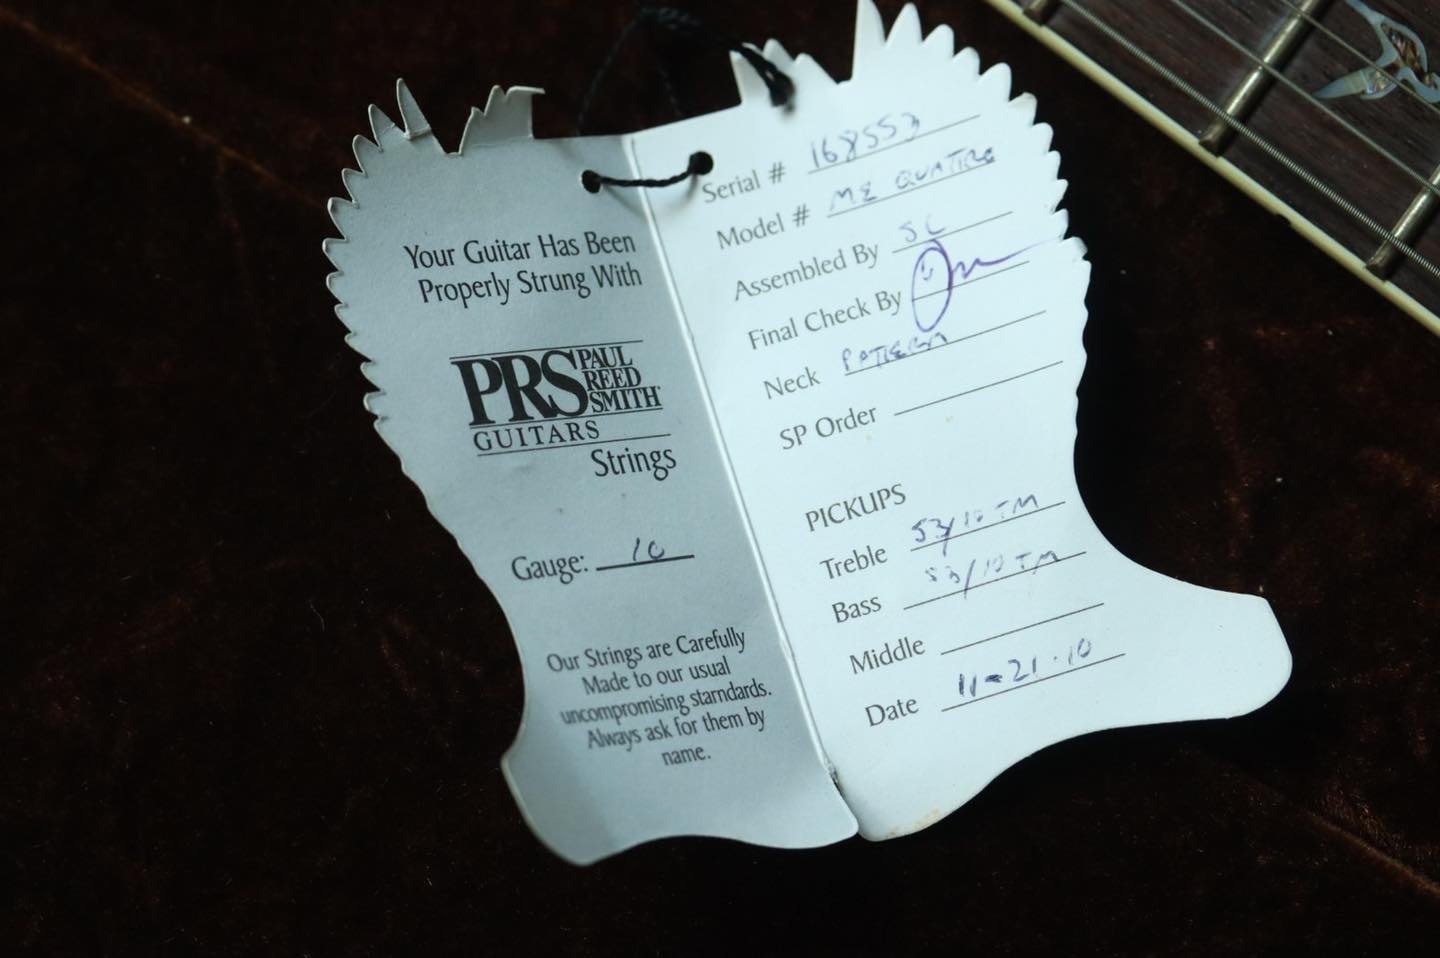 Your Guitar Has Been
Properly Strung With
PRS PAUL
REED
SMITH
GUITARS
Strings
Gauge: 10
Our Strings are Carefully
Made to our usual
uncompromising starndards.
Always ask for them by
name.
Serial # 168553
Model # ME QUATIRO
Assembled By SC
Final Check By
Neck PATTERN
SP Order
PICKUPS
Treble 53/10 TM
Bass 53/10 TM
Middle
Date 11-21-10